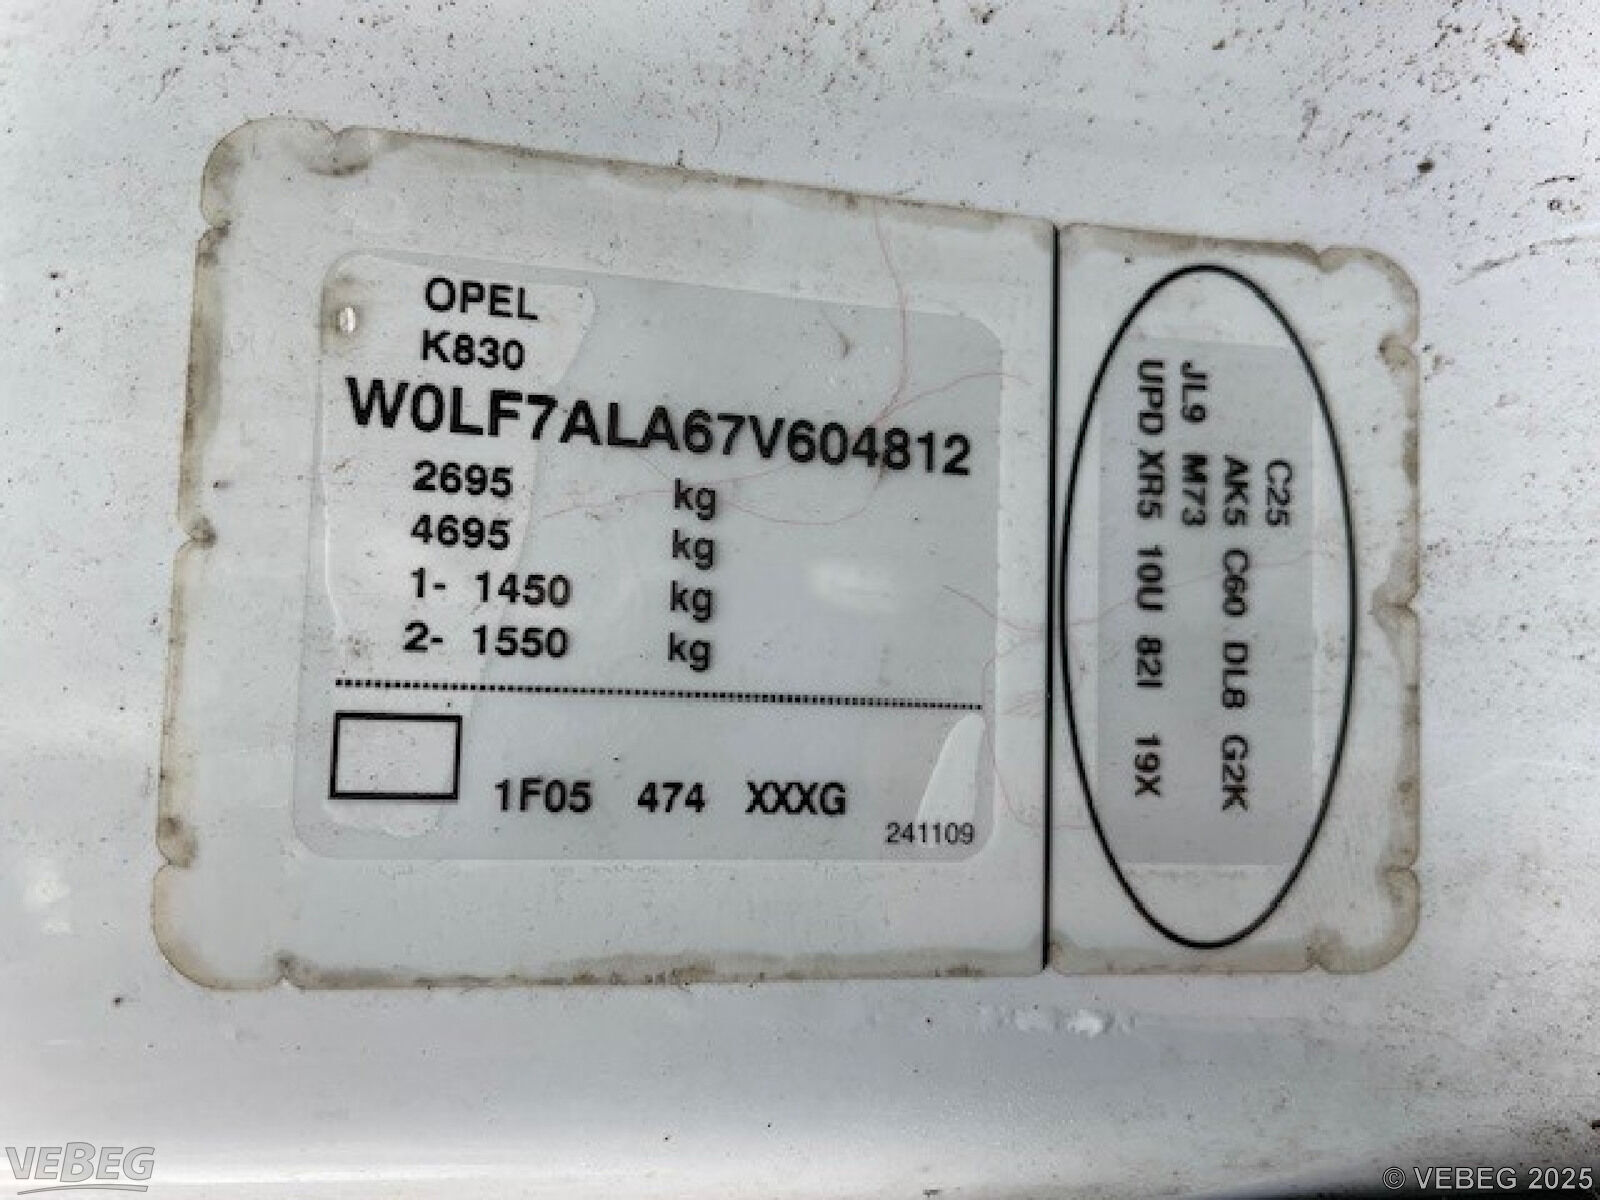 OPEL
K830
W0LF7ALA67V604812
2695 kg
4695 kg
1- 1450 kg
2- 1550 kg
1F05 474 XXXG
241109
C25
AK5 C60 DL8 G2K
JL9 M73
UPD XR5 10U 82I 19X
VEBEG
© VEBEG 2025